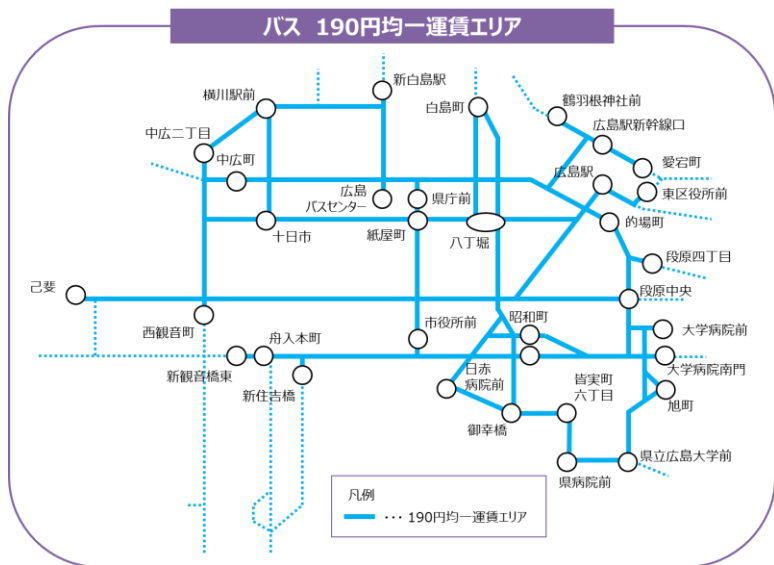 バス 190円均一運賃エリア
新白島駅
横川駅前
白島町
鶴羽根神社前
中広二丁目
広島駅新幹線口
中広町
愛宕町
広島駅
広島
バスセンター
県庁前
東区役所前
十日市
紙屋町
八丁堀
的場町
段原四丁目
己斐
段原中央
西観音町
舟入本町
市役所前
昭和町
大学病院前
新観音橋東
新住吉橋
日赤
病院前
皆実町
六丁目
大学病院南門
旭町
御幸橋
県病院前
県立広島大学前
凡例
･･･ 190円均一運賃エリア